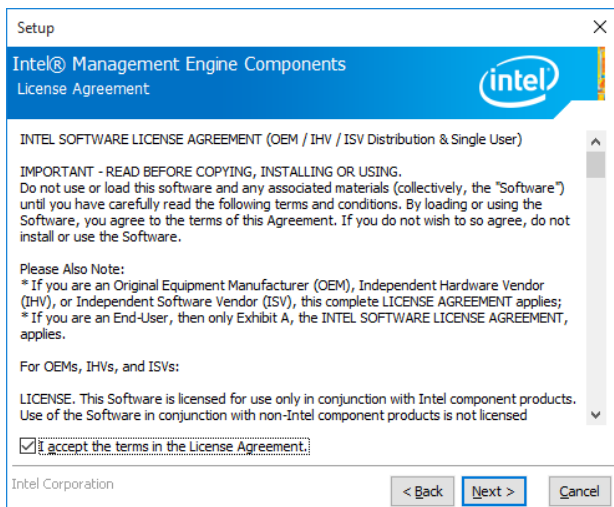 Setup
Intel® Management Engine Components
License Agreement
intel
INTEL SOFTWARE LICENSE AGREEMENT (OEM / IHV / ISV Distribution & Single User)
IMPORTANT - READ BEFORE COPYING, INSTALLING OR USING.
Do not use or load this software and any associated materials (collectively, the "Software")
until you have carefully read the following terms and conditions. By loading or using the
Software, you agree to the terms of this Agreement. If you do not wish to so agree, do not
install or use the Software.
Please Also Note:
* If you are an Original Equipment Manufacturer (OEM), Independent Hardware Vendor
(IHV), or Independent Software Vendor (ISV), this complete LICENSE AGREEMENT applies;
* If you are an End-User, then only Exhibit A, the INTEL SOFTWARE LICENSE AGREEMENT,
applies.
For OEMs, IHVs, and ISVs:
LICENSE. This Software is licensed for use only in conjunction with Intel component products.
Use of the Software in conjunction with non-Intel component products is not licensed
I accept the terms in the License Agreement.
Intel Corporation
< Back Next > Cancel